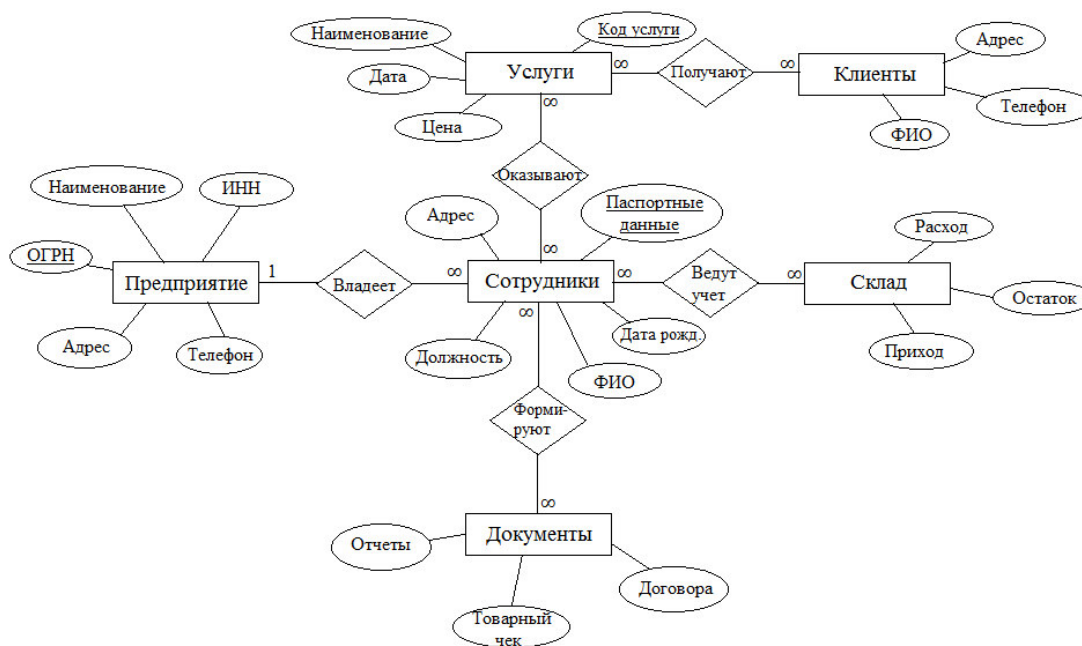 Наименование
Код услуги
Адрес
Услуги
∞
Получают
∞
Клиенты
Дата
Цена
∞
Телефон
ФИО
Оказывают
Наименование
ИНН
Адрес
Паспортные
данные
∞
Расход
ОГРН
Предприятие
1
Владеет
∞
Сотрудники
∞
Ведут
учет
∞
Склад
Остаток
∞
Адрес
Телефон
Должность
Дата рожд.
Приход
ФИО
Форми-
руют
∞
Документы
Отчеты
Договора
Товарный
чек